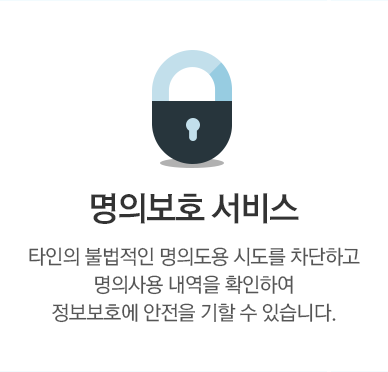 명의보호 서비스
타인의 불법적인 명의도용 시도를 차단하고
명의사용 내역을 확인하여
정보보호에 안전을 기할 수 있습니다.